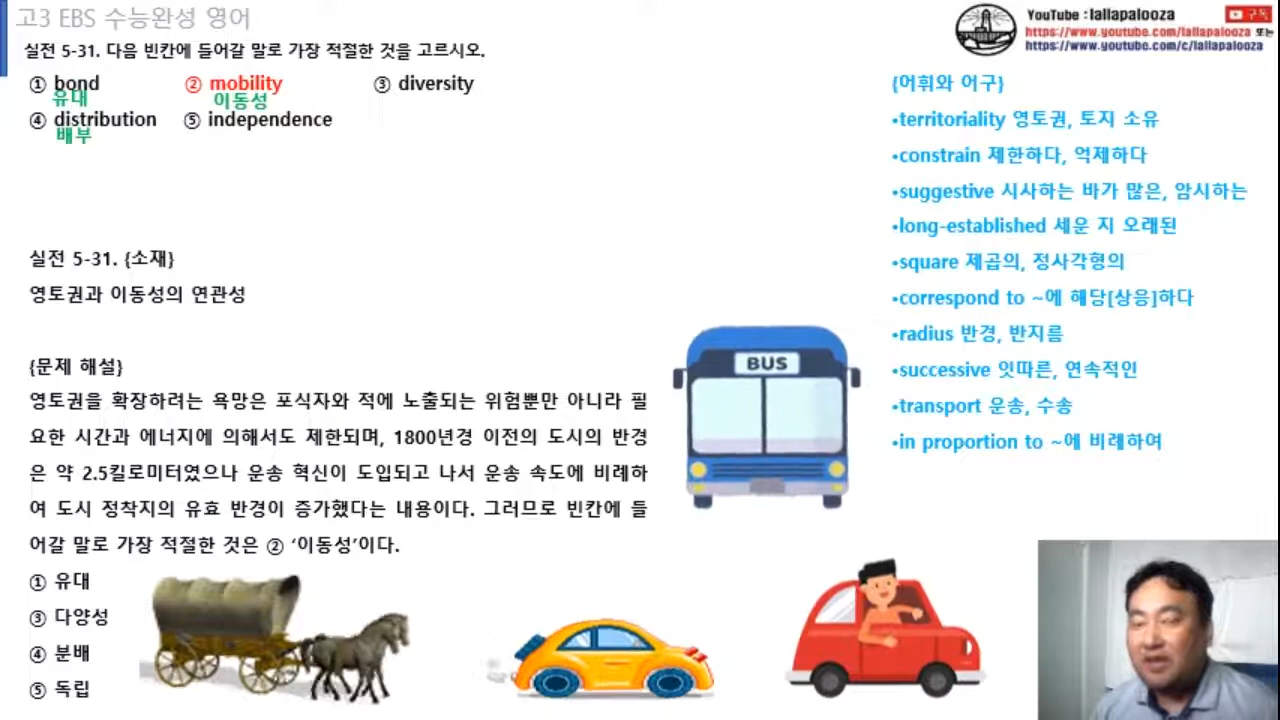 고3 EBS 수능완성 영어
실전 5-31. 다음 빈칸에 들어갈 말로 가장 적절한 것을 고르시오.
① bond ② mobility ③ diversity
유대 이동성
④ distribution ⑤ independence
배부
실전 5-31. {소재}
영토권과 이동성의 연관성
{문제 해설}
영토권을 확장하려는 욕망은 포식자와 적에 노출되는 위험뿐만 아니라 필
요한 시간과 에너지에 의해서도 제한되며, 1800년경 이전의 도시의 반경
은 약 2.5킬로미터였으나 운송 혁신이 도입되고 나서 운송 속도에 비례하
여 도시 정착지의 유효 반경이 증가했다는 내용이다. 그러므로 빈칸에 들
어갈 말로 가장 적절한 것은 ② ‘이동성’이다.
① 유대
③ 다양성
④ 분배
⑤ 독립
BUS
YouTube : lallapalooza
구독
https://www.youtube.com/lallapalooza 또는
https://www.youtube.com/c/lallapalooza
{어휘와 어구}
•territoriality 영토권, 토지 소유
•constrain 제한하다, 억제하다
•suggestive 시사하는 바가 많은, 암시하는
•long-established 세운 지 오래된
•square 제곱의, 정사각형의
•correspond to ~에 해당[상응]하다
•radius 반경, 반지름
•successive 잇따른, 연속적인
•transport 운송, 수송
•in proportion to ~에 비례하여